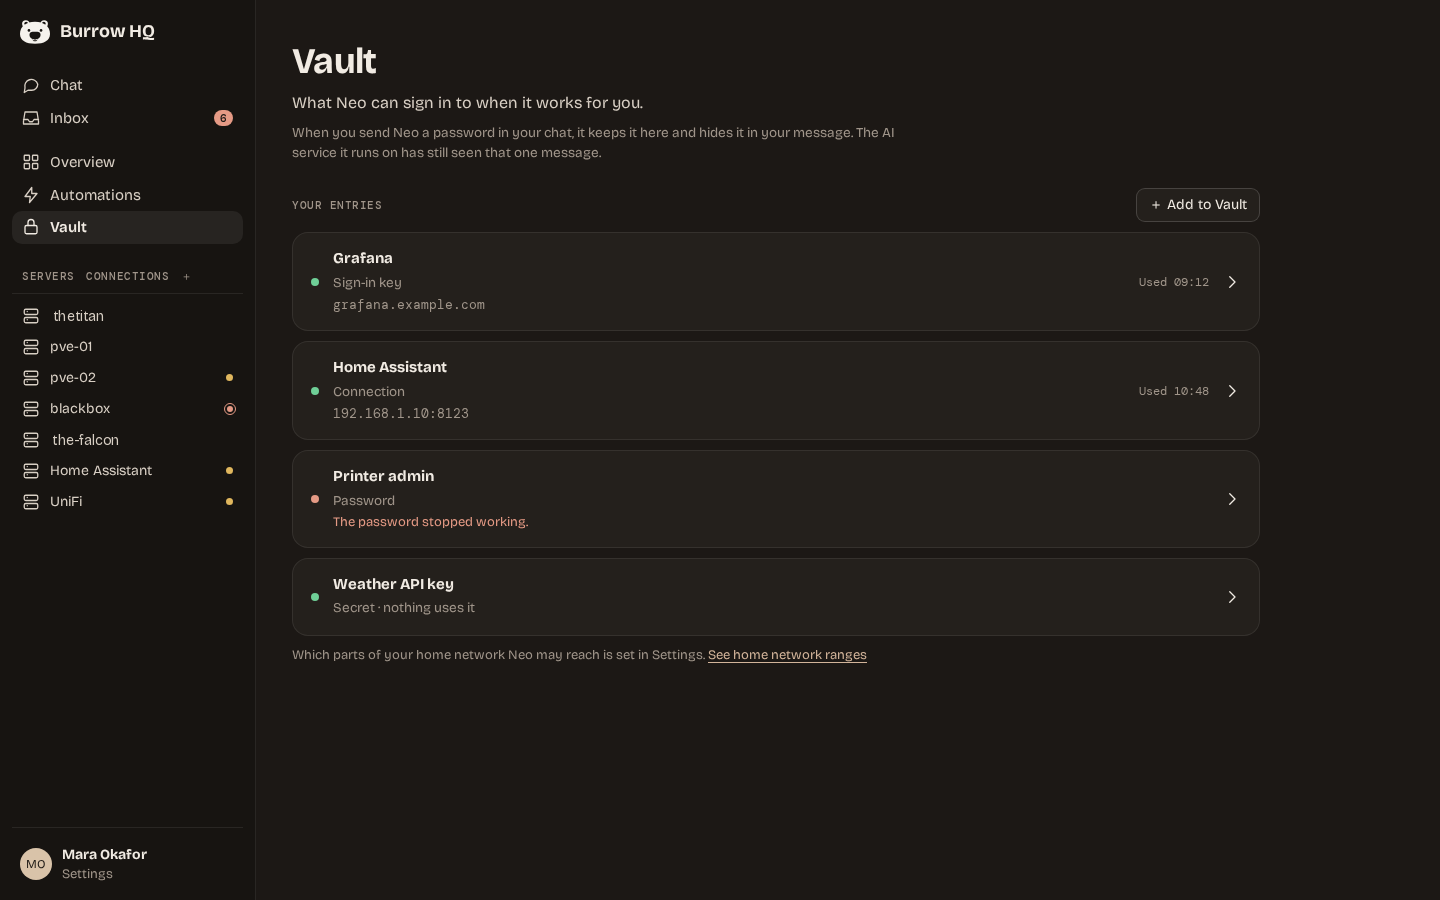 Burrow HQ
Chat
Inbox
6
Overview
Automations
Vault
SERVERS CONNECTIONS +
thetitan
pve-01
pve-02
blackbox
the-falcon
Home Assistant
UniFi
MO
Mara Okafor
Settings
Vault
What Neo can sign in to when it works for you.
When you send Neo a password in your chat, it keeps it here and hides it in your message. The AI
service it runs on has still seen that one message.
YOUR ENTRIES
+ Add to Vault
Grafana
Sign-in key
grafana.example.com
Used 09:12
Home Assistant
Connection
192.168.1.10:8123
Used 10:48
Printer admin
Password
The password stopped working.
Weather API key
Secret · nothing uses it
Which parts of your home network Neo may reach is set in Settings. See home network ranges